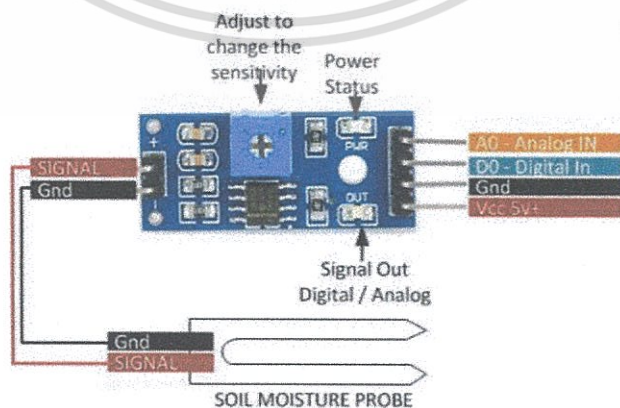 Adjust to
change the
sensitivity
Power
Status
+
PWR
SIGNAL
Gnd
-
OUT
A0 - Analog IN
D0 - Digital In
Gnd
Vcc 5v+
Signal Out
Digital / Analog
Gnd
SIGNAL
SOIL MOISTURE PROBE